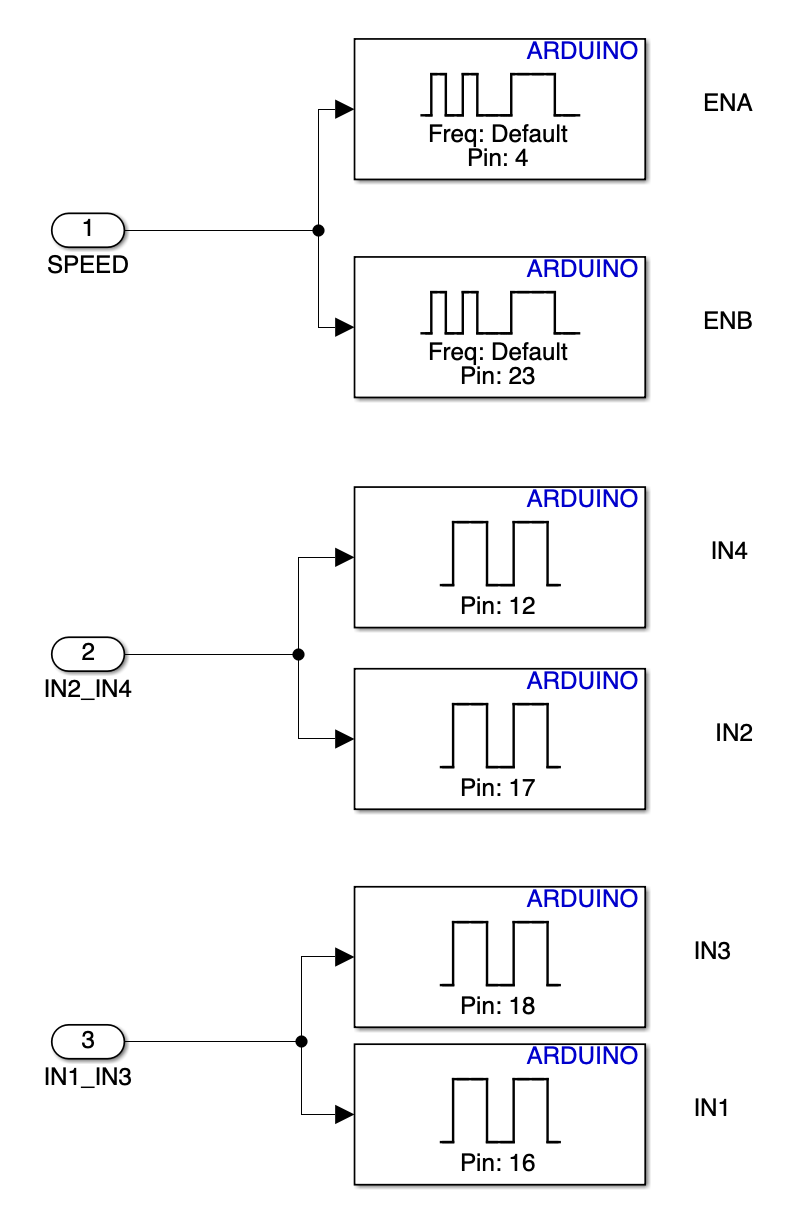 ARDUINO
Freq: Default
Pin: 4
ENA
1
SPEED
ARDUINO
Freq: Default
Pin: 23
ENB
ARDUINO
Pin: 12
IN4
2
IN2_IN4
ARDUINO
Pin: 17
IN2
ARDUINO
Pin: 18
IN3
3
IN1_IN3
ARDUINO
Pin: 16
IN1